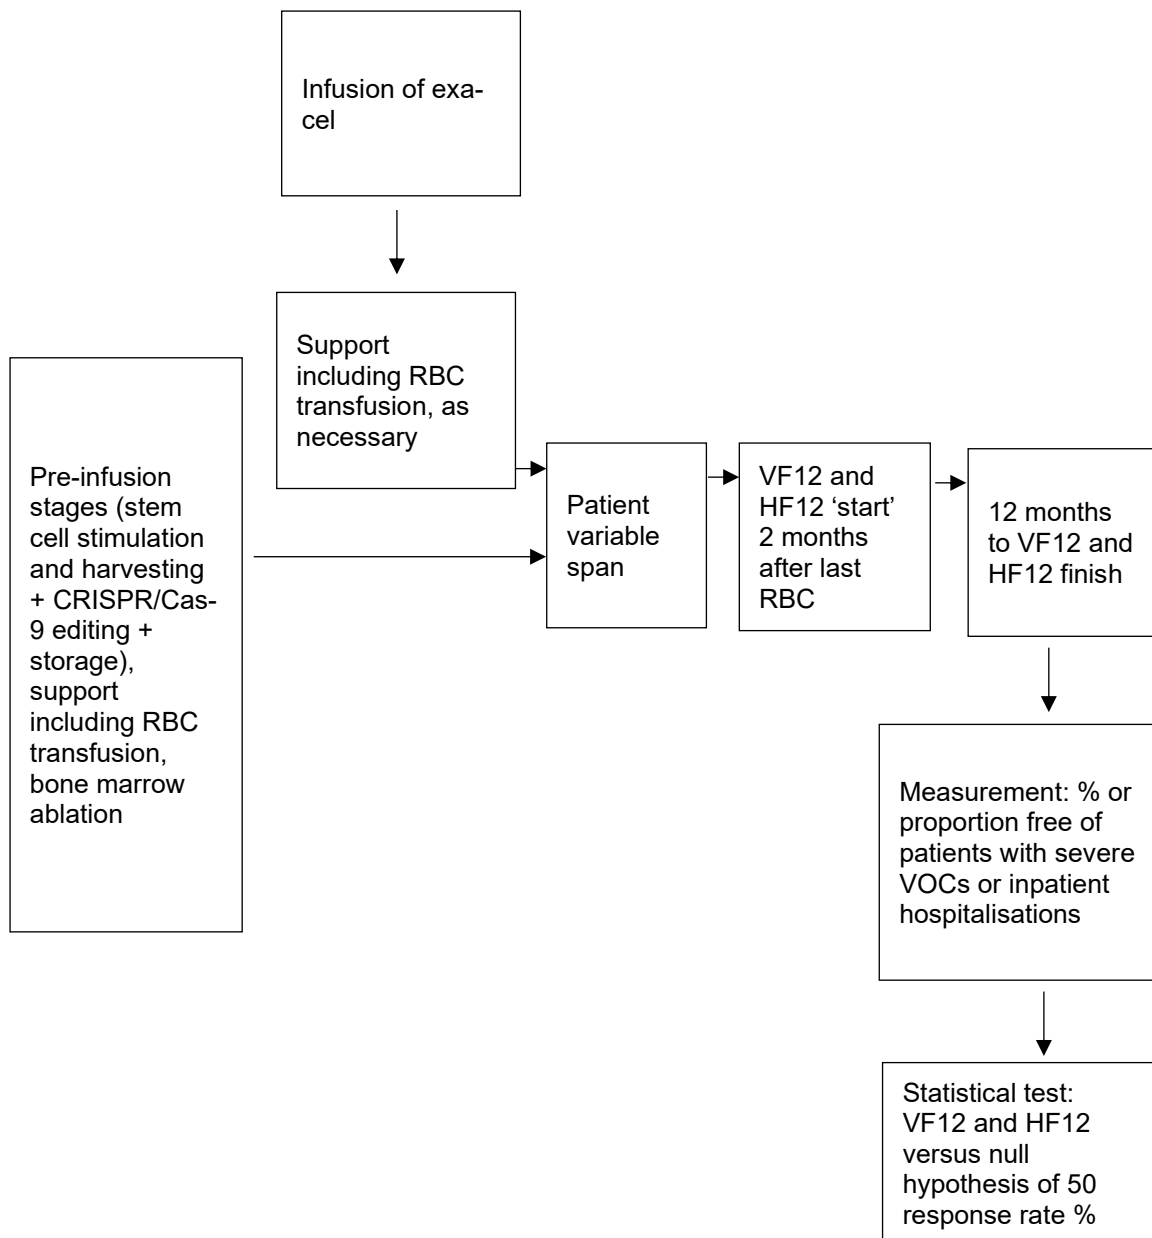 Infusion of exa-
cel
Support
including RBC
transfusion, as
necessary
Pre-infusion
stages (stem
cell stimulation
and harvesting
+ CRISPR/Cas-
9 editing +
storage),
support
including RBC
transfusion,
bone marrow
ablation
Patient
variable
span
VF12 and
HF12 ‘start’
2 months
after last
RBC
12 months
to VF12 and
HF12 finish
Measurement: % or
proportion free of
patients with severe
VOCs or inpatient
hospitalisations
Statistical test:
VF12 and HF12
versus null
hypothesis of 50
response rate %